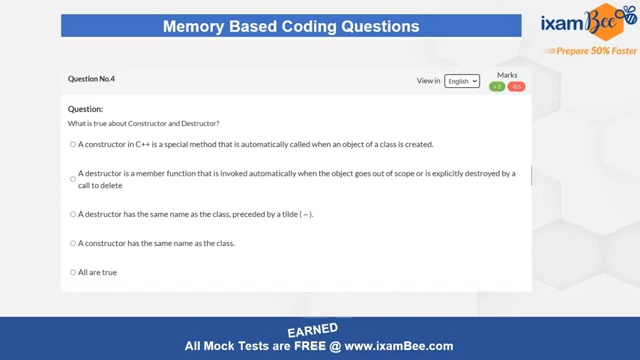 Memory Based Coding Questions
ixamBee
Prepare 50% Faster
Question No.4
View in
English
Marks
+ 2
-0.5
Question:
What is true about Constructor and Destructor?
A constructor in C++ is a special method that is automatically called when an object of a class is created.
A destructor is a member function that is invoked automatically when the object goes out of scope or is explicitly destroyed by a
call to delete
A destructor has the same name as the class, preceded by a tilde ( ~ ).
A constructor has the same name as the class.
All are true
EARNED
All Mock Tests are FREE @ www.ixamBee.com